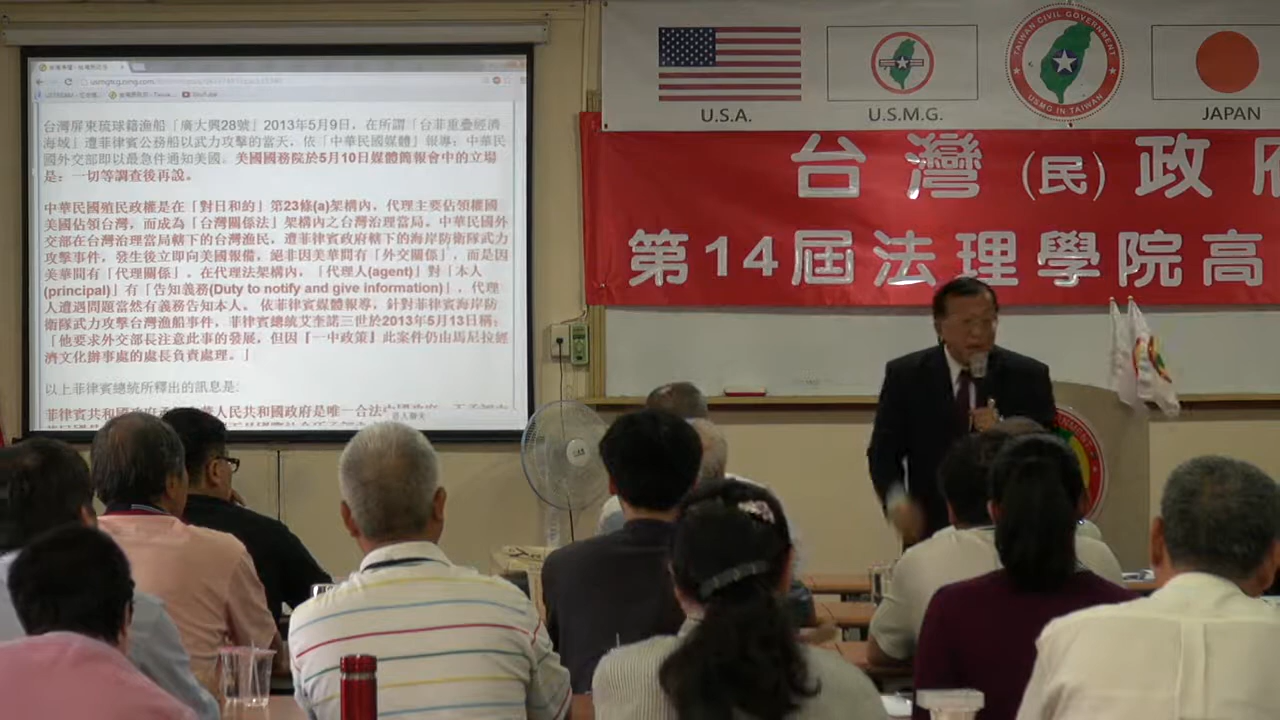 台灣屏東琉球籍漁船「廣大興28號」2013年5月9日，在所謂「台菲重疊經濟
海域」遭菲律賓公務船以武力攻擊的當天，依「中華民國媒體」報導：中華民
國外交部即以最急件通知美國。美國國務院於5月10日媒體簡報會中的立場
是：一切等調查後再說。
中華民國殖民政權是在「對日和約」第23條(a)架構內，代理主要佔領權國
美國佔領台灣，而成為「台灣關係法」架構內之台灣治理當局。中華民國外
交部在台灣治理當局轄下的台灣漁民，遭菲律賓政府轄下的海岸防衛隊武力
攻擊事件，發生後立即向美國報備，絕非因美華間有「外交關係」，而是因
美華間有「代理關係」。在代理法架構內，「代理人(agent)」對「本人
(principal)」有「告知義務(Duty to notify and give information)」，代理
人遭遇問題當然有義務告知本人。依菲律賓媒體報導，針對菲律賓海岸防
衛隊武力攻擊台灣漁船事件，菲律賓總統艾奎諾三世於2013年5月13日稱：
「他要求外交部長注意此事的發展，但因『一中政策』此案件仍由馬尼拉經
濟文化辦事處的處長負責處理。」
以上菲律賓總統所釋出的訊息是:
U.S.A.
U.S.M.G.
TAIWAN CIVIL GOVERNMENT
USMG IN TAIWAN
JAPAN
台灣(民)政府
第14屆法理學院高